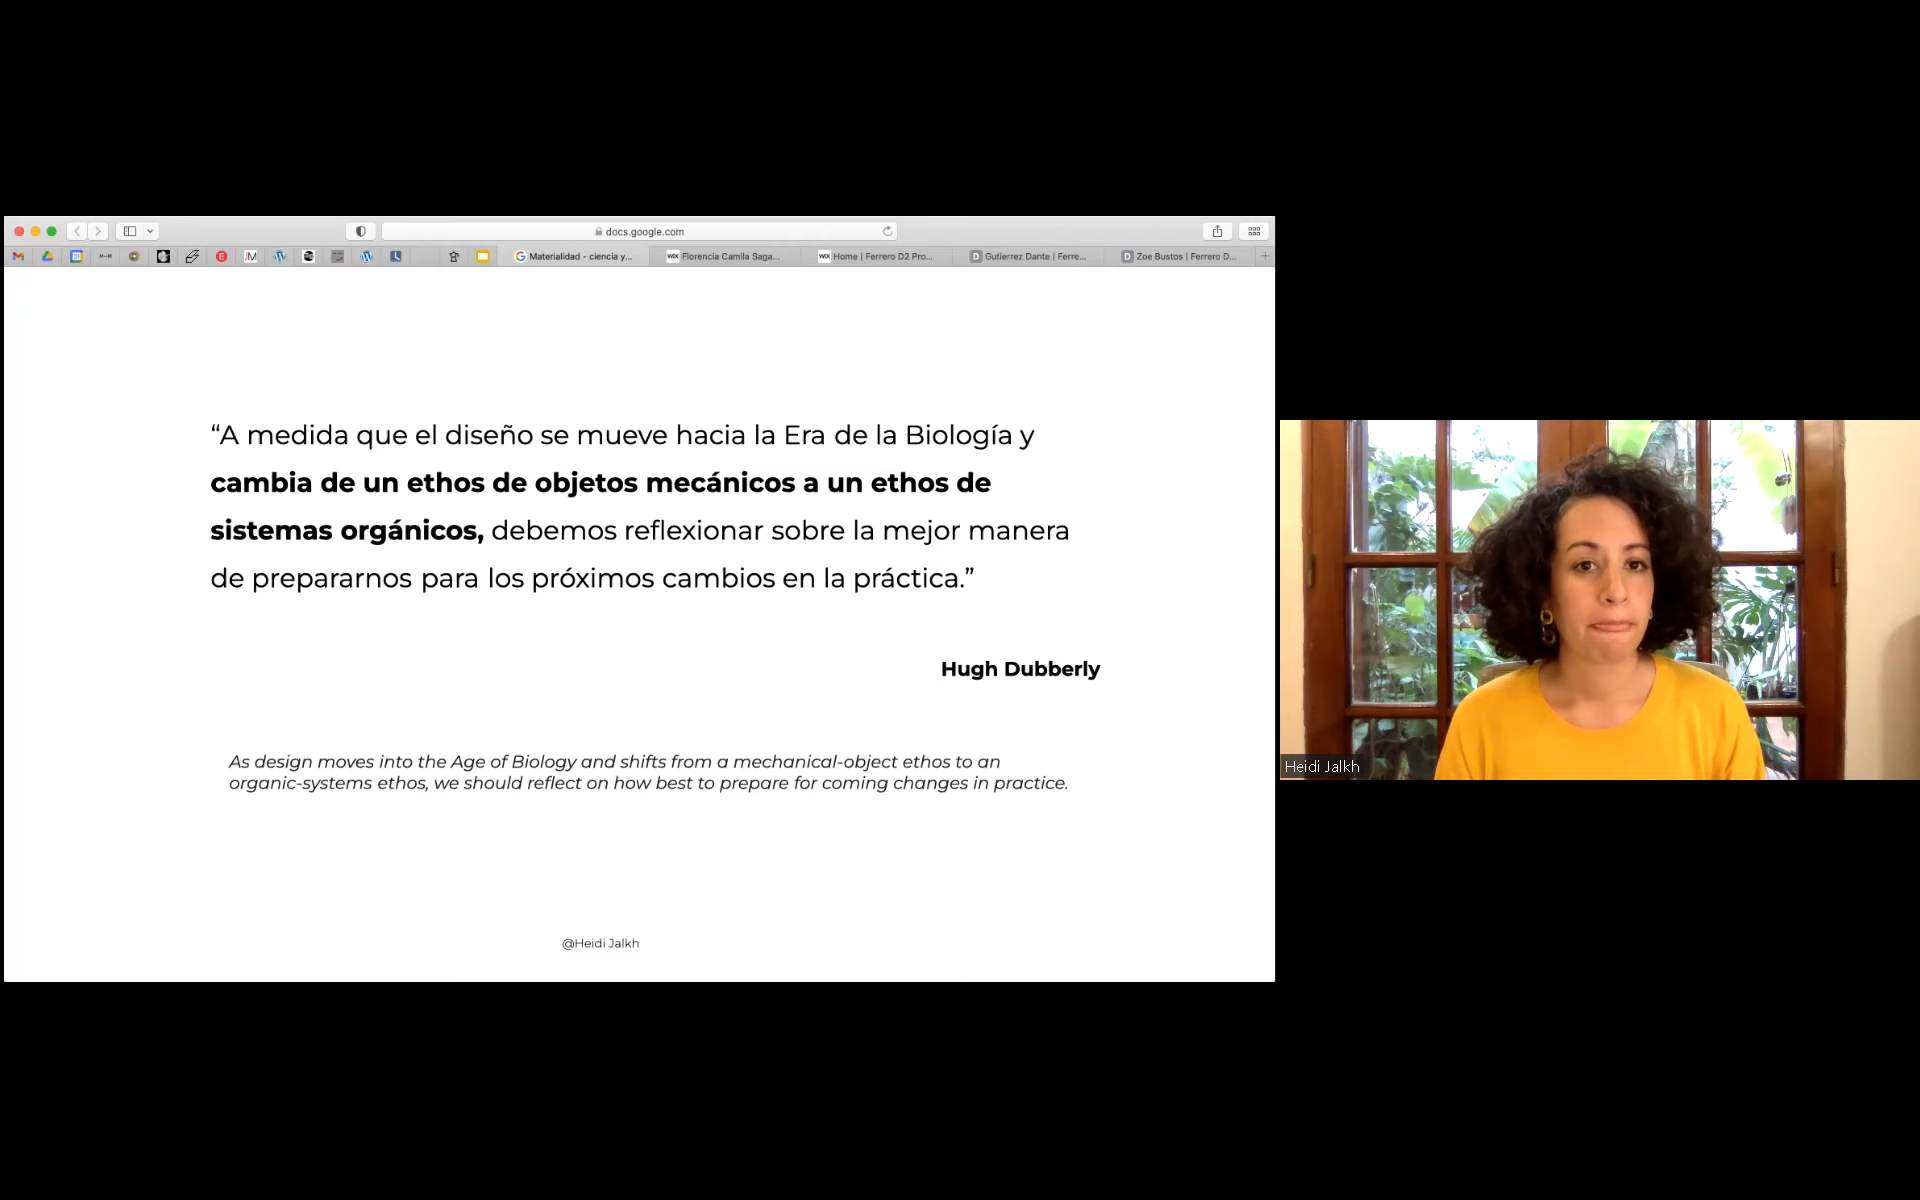 docs.google.com
Materialidad - ciencia y...
Florencia Camila Saga...
Home | Ferrero D2 Pro...
Gutierrez Dante | Ferre...
Zoe Bustos | Ferrero D...
“A medida que el diseño se mueve hacia la Era de la Biología y
cambia de un ethos de objetos mecánicos a un ethos de
sistemas orgánicos, debemos reflexionar sobre la mejor manera
de prepararnos para los próximos cambios en la práctica.”
Hugh Dubberly
As design moves into the Age of Biology and shifts from a mechanical-object ethos to an
organic-systems ethos, we should reflect on how best to prepare for coming changes in practice.
@Heidi Jalkh
Heidi Jalkh